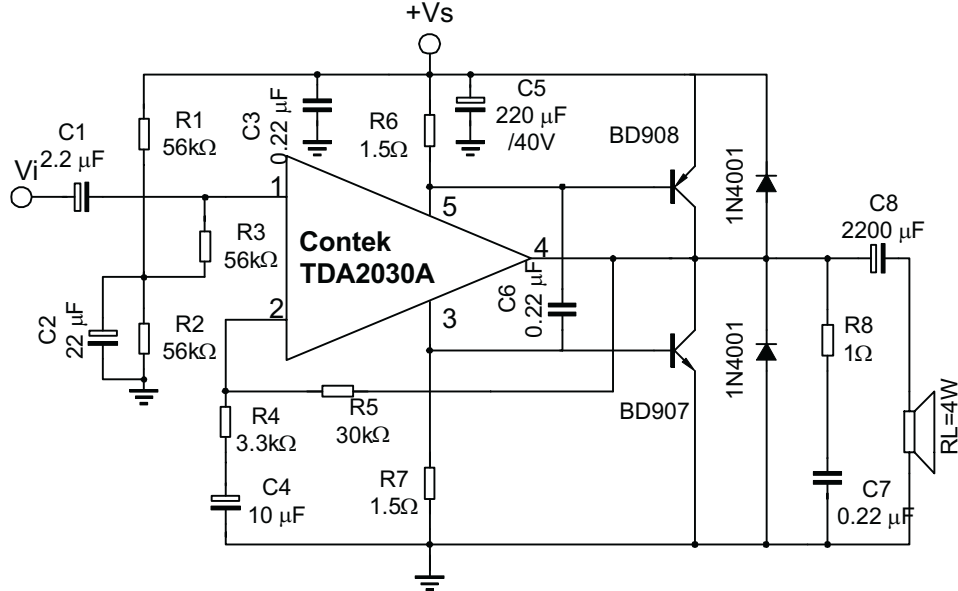 +Vs
C1
2.2 μF
Vi
R1
56kΩ
C3
0.22 μF
R6
1.5Ω
C5
220 μF
/40V
BD908
1N4001
1
5
R3
56kΩ
Contek
TDA2030A
4
C8
2200 μF
C2
22 μF
R2
56kΩ
2
3
C6
0.22 μF
R4
3.3kΩ
R5
30kΩ
BD907
1N4001
R8
1Ω
RL=4W
C4
10 μF
R7
1.5Ω
C7
0.22 μF